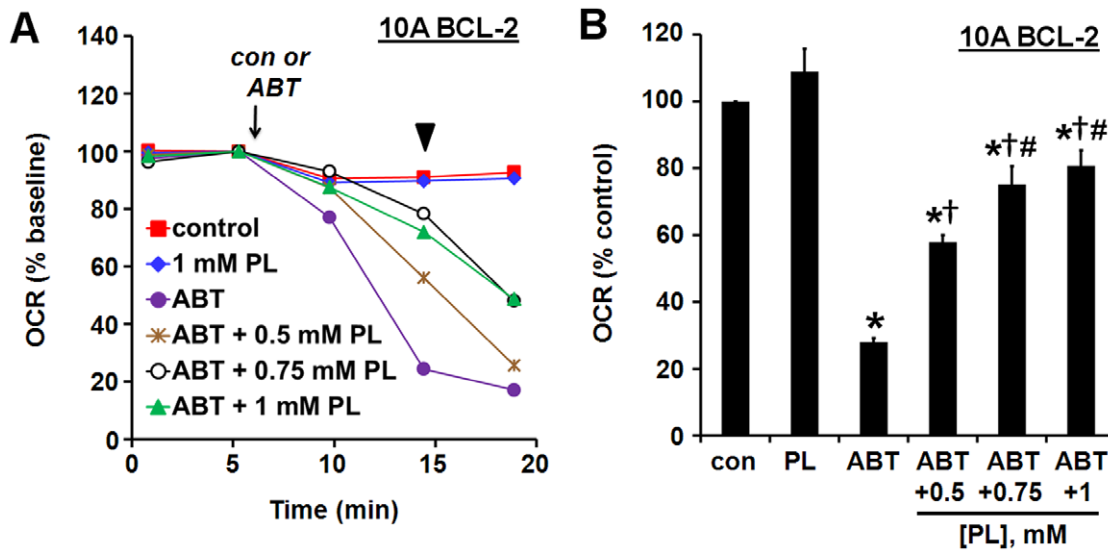 A
10A BCL-2
con or
ABT
OCR (% baseline)
140
120
100
80
60
40
20
0
control
1 mM PL
ABT
ABT + 0.5 mM PL
ABT + 0.75 mM PL
ABT + 1 mM PL
0 5 10 15 20
Time (min)
B
10A BCL-2
OCR (% control)
120
100
80
60
40
20
0
*
*†
*†#
*†#
con PL ABT ABT ABT ABT
+0.5 +0.75 +1
[PL], mM